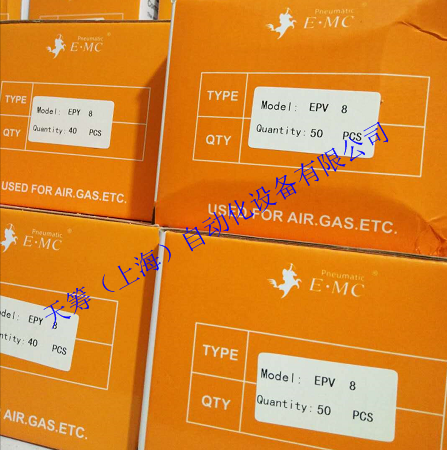 Pneumatic
E·MC
®
TYPE
Model: EPY 8
QTY
Quantity: 40 PCS
USED FOR AIR.GAS.ETC.
Pneumatic
E·MC
®
TYPE
Model: EPV 8
QTY
Quantity: 50 PCS
USED FOR AIR.GAS.ETC.
天筹（上海）自动化设备有限公司
Pneumatic
E·MC
Model: EPY 8
ntity: 40 PCS
AIR.GAS.ETC.
Pneumatic
E·MC
®
TYPE
Model: EPV 8
QTY
Quantity: 50 PCS